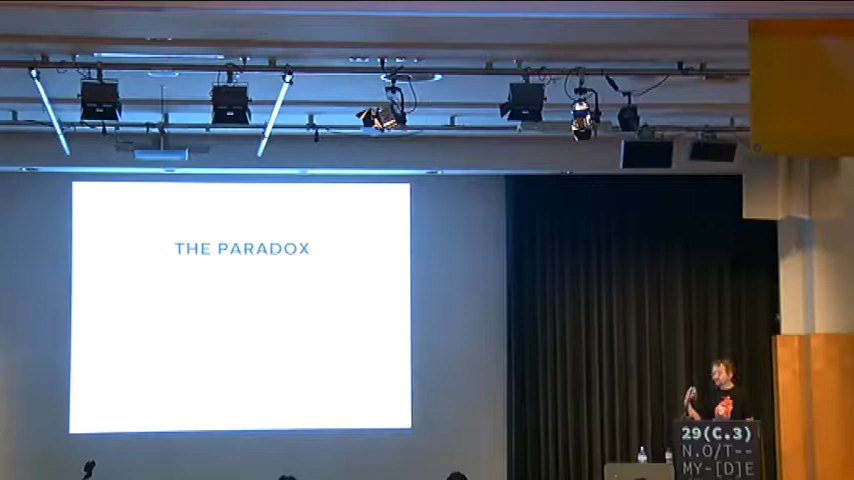 THE PARADOX
29(C.3)
N.O/T--
MY-[D]E